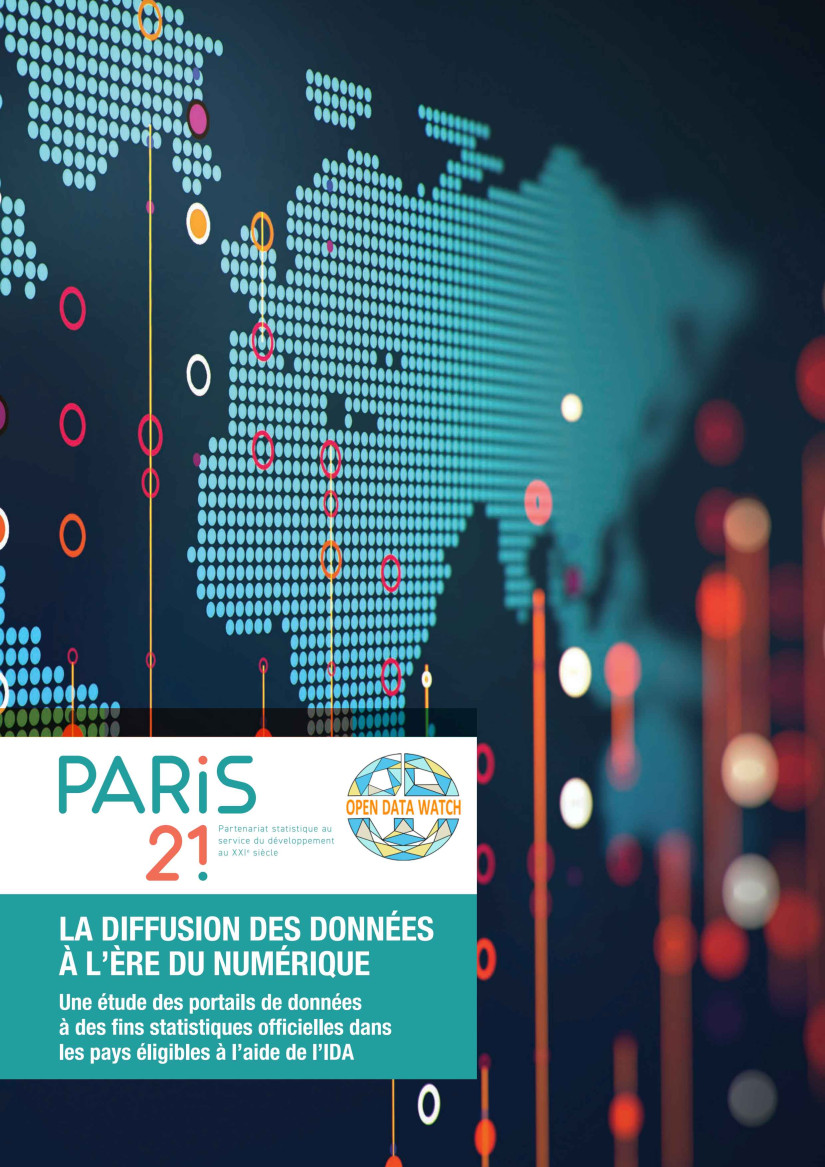 PARiS
21
Partenariat statistique au
service du développement
au XXIᵉ siècle
OPEN DATA WATCH
LA DIFFUSION DES DONNÉES
À L’ÈRE DU NUMÉRIQUE
Une étude des portails de données
à des fins statistiques officielles dans
les pays éligibles à l’aide de l’IDA